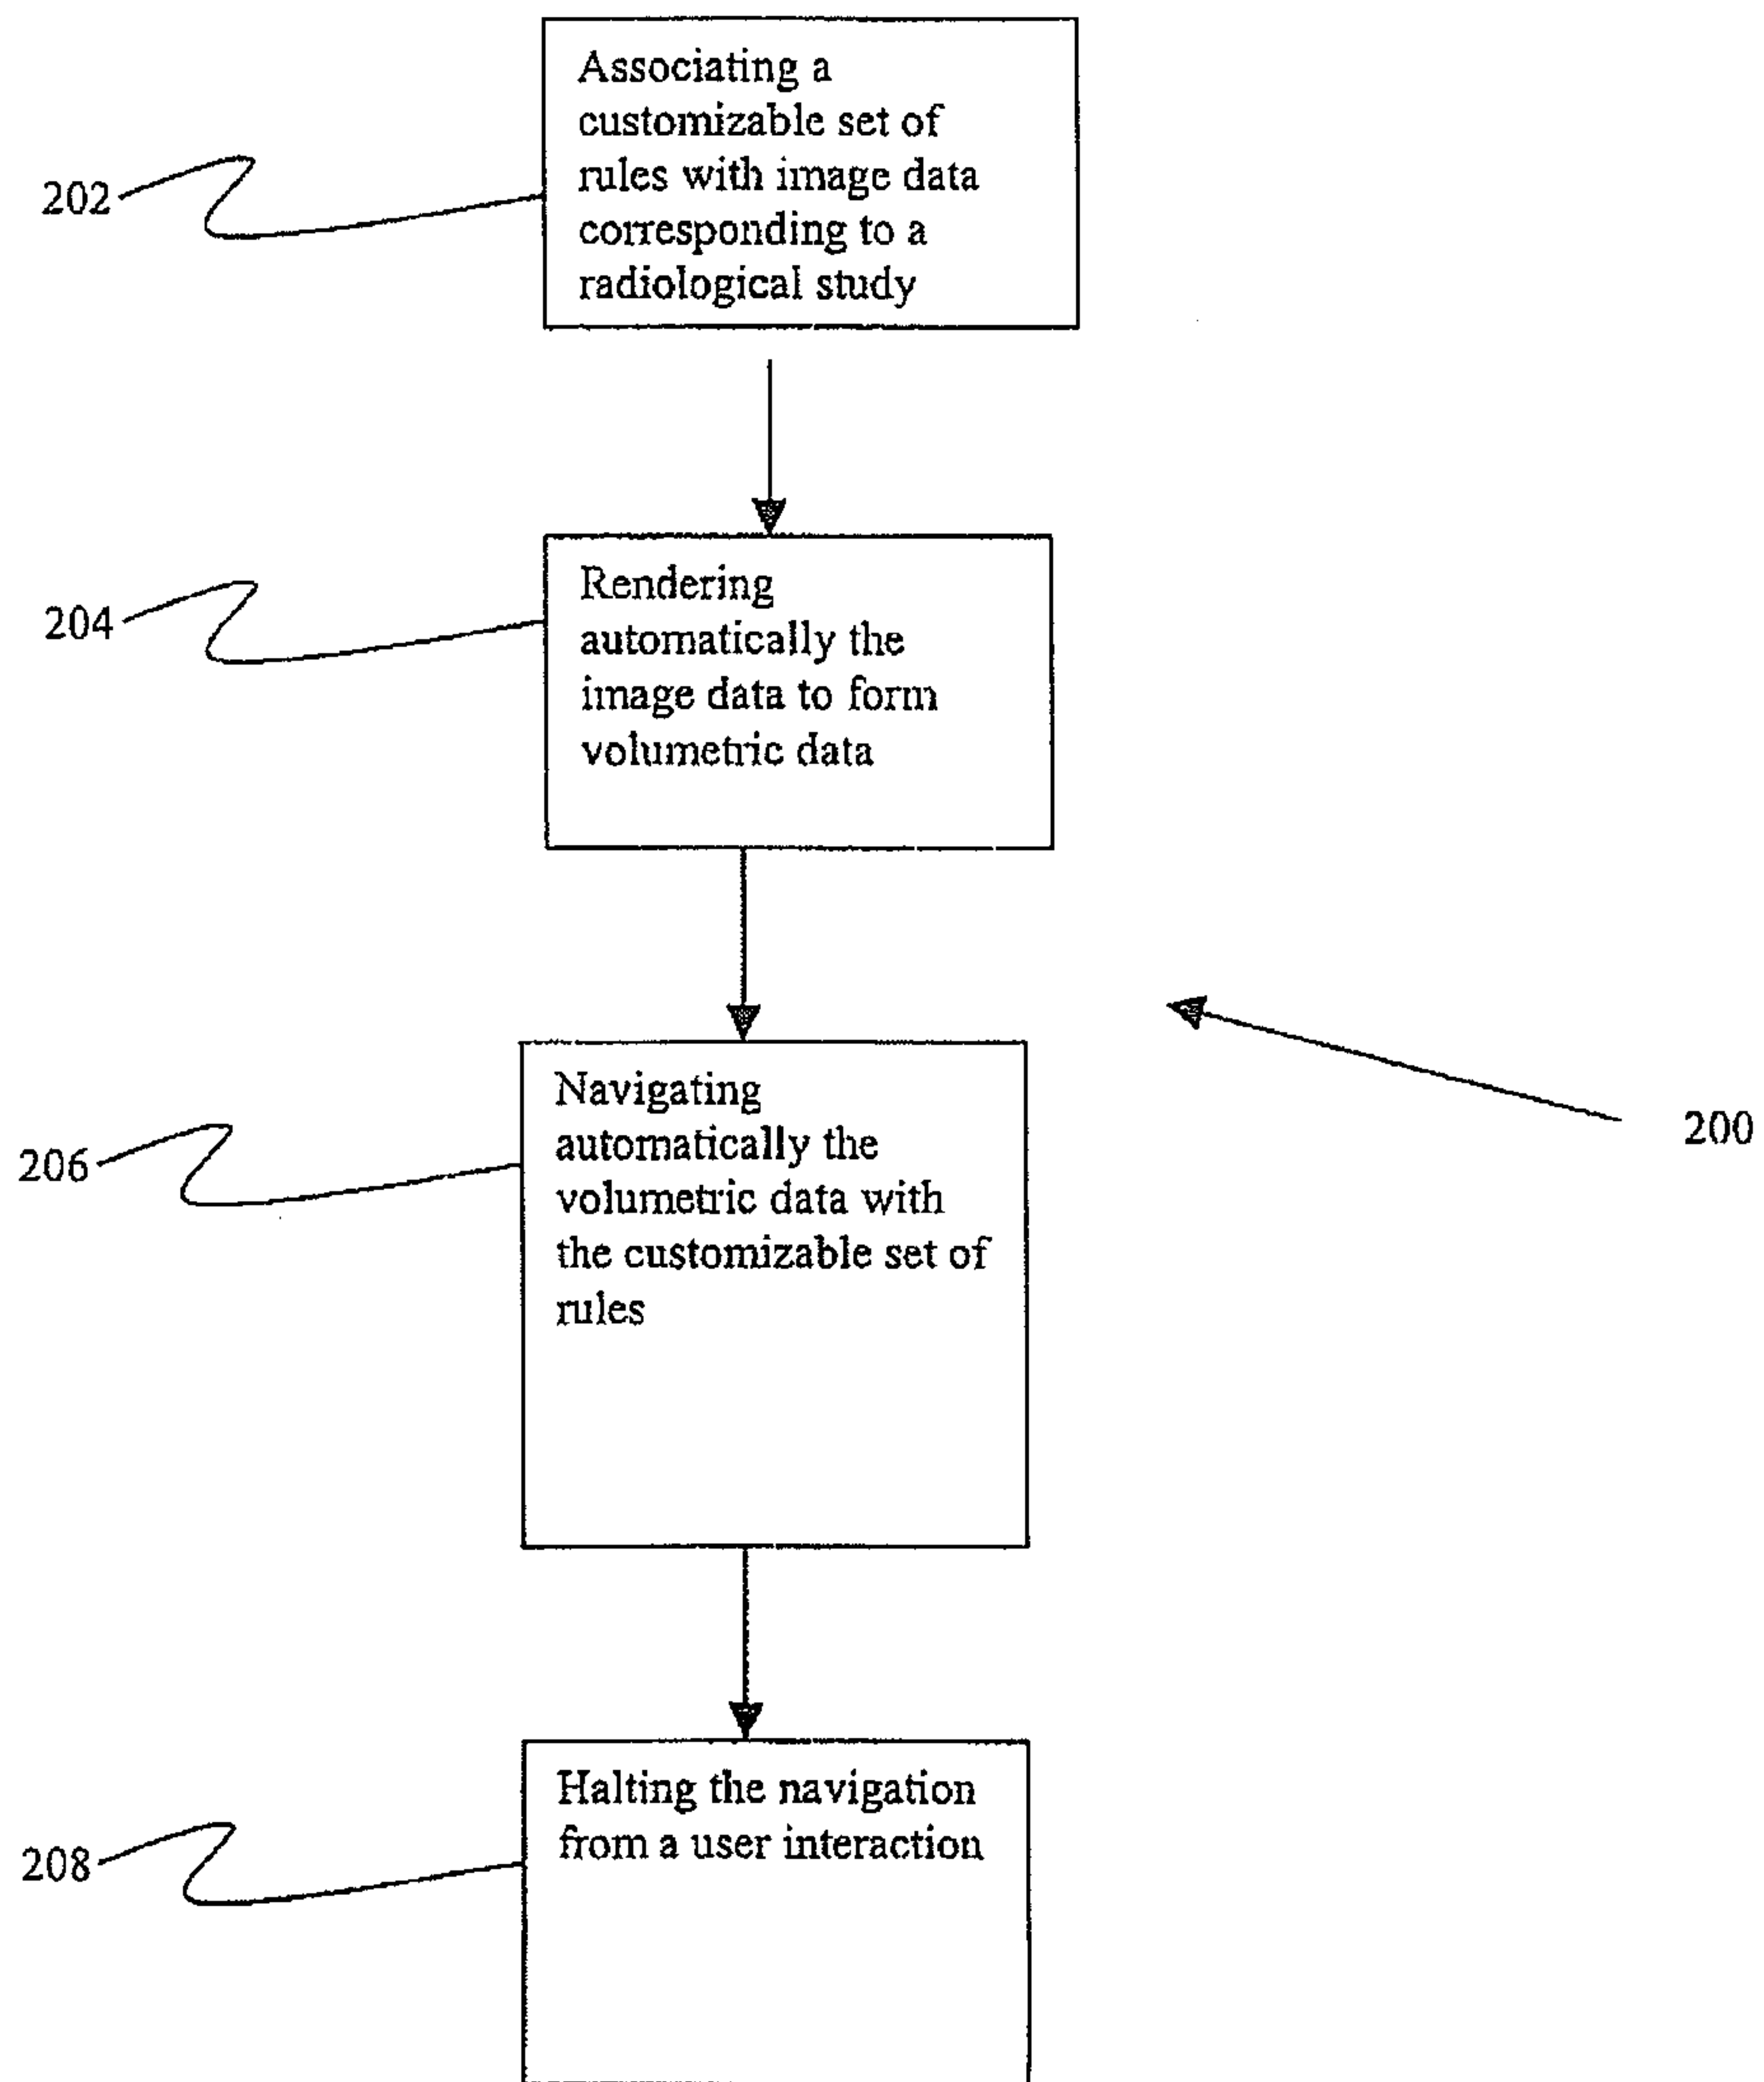 Associating a
customizable set of
rules with image data
corresponding to a
radiological study
202
Rendering
automatically the
image data to form
volumetric data
204
Navigating
automatically the
volumetric data with
the customizable set of
rules
206
200
Halting the navigation
from a user interaction
208